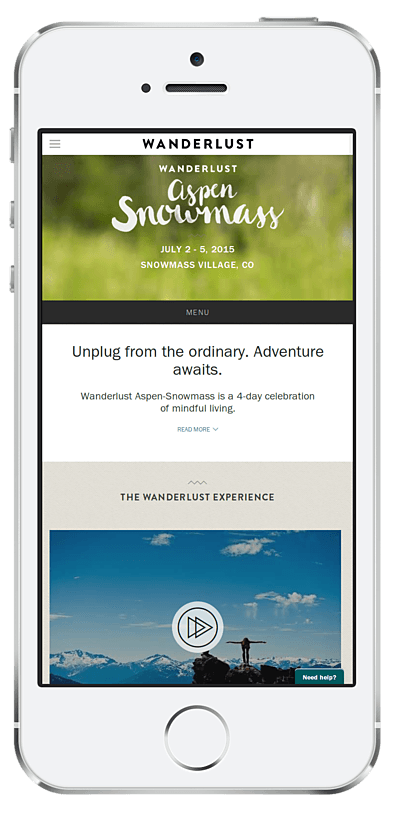 WANDERLUST
WANDERLUST
Aspen
Snowmass
JULY 2 - 5, 2015
SNOWMASS VILLAGE, CO
MENU
Unplug from the ordinary. Adventure
awaits.
Wanderlust Aspen-Snowmass is a 4-day celebration
of mindful living.
READ MORE
THE WANDERLUST EXPERIENCE
Need help?